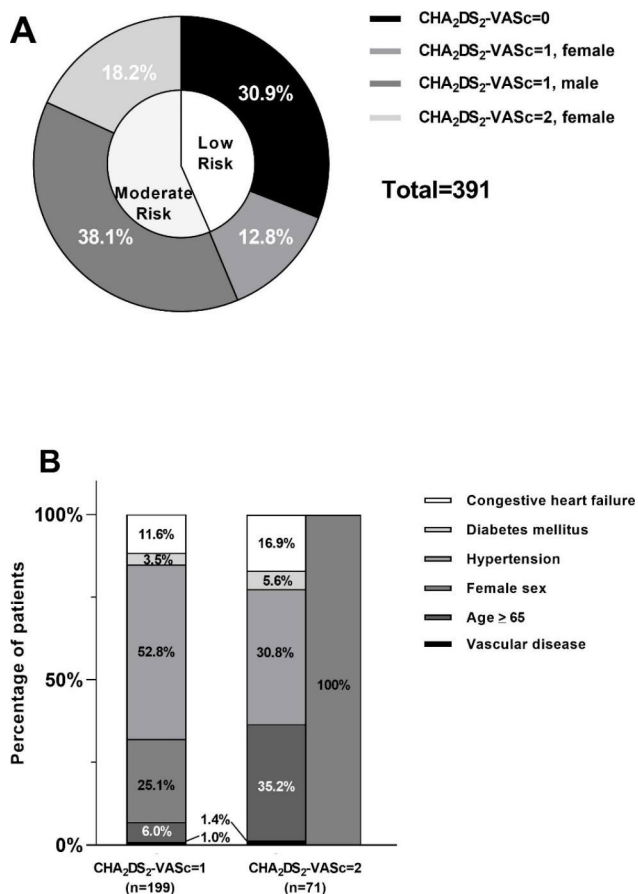 A
CHA₂DS₂-VASc=0
CHA₂DS₂-VASc=1, female
CHA₂DS₂-VASc=1, male
CHA₂DS₂-VASc=2, female
Total=391
18.2%
30.9%
Low
Risk
Moderate
Risk
38.1%
12.8%
B
Percentage of patients
100%
50%
0%
11.6%
3.5%
52.8%
25.1%
6.0%
1.0%
16.9%
5.6%
30.8%
35.2%
1.4%
100%
CHA₂DS₂-VASc=1
(n=199)
CHA₂DS₂-VASc=2
(n=71)
Congestive heart failure
Diabetes mellitus
Hypertension
Female sex
Age ≥ 65
Vascular disease